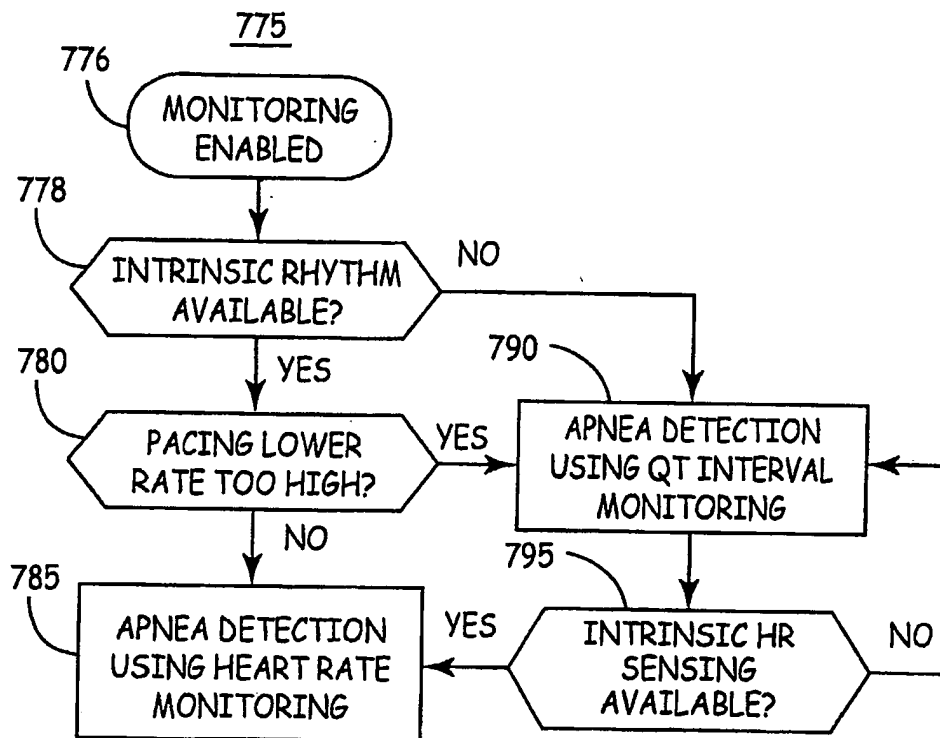 775
776
MONITORING
ENABLED
778
INTRINSIC RHYTHM
AVAILABLE?
NO
YES
780
PACING LOWER
RATE TOO HIGH?
YES
790
APNEA DETECTION
USING QT INTERVAL
MONITORING
NO
785
APNEA DETECTION
USING HEART RATE
MONITORING
YES
795
INTRINSIC HR
SENSING
AVAILABLE?
NO